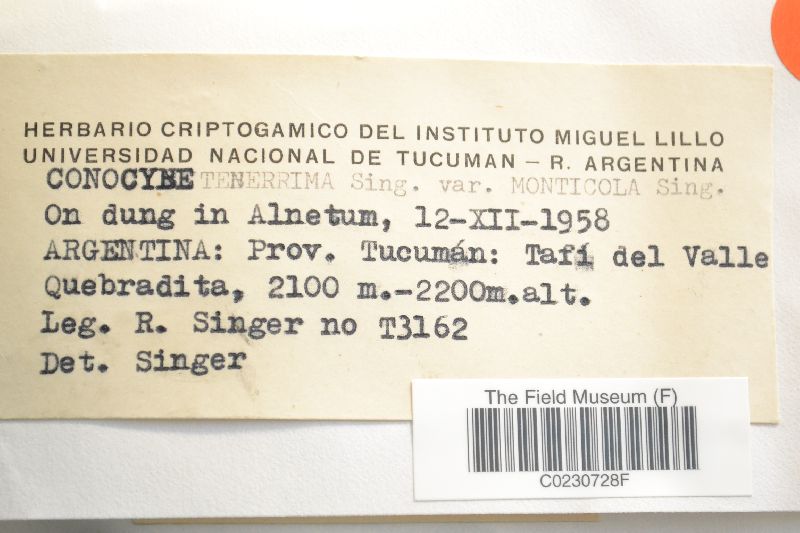 HERBARIO CRIPTOGAMICO DEL INSTITUTO MIGUEL LILLO
UNIVERSIDAD NACIONAL DE TUCUMAN – R. ARGENTINA
CONOCYBE TENERRIMA Sing. var. MONTICOLA Sing.
On dung in Alnetum, 12-XII-1958
ARGENTINA: Prov. Tucumán: Tafí del Valle
Quebradita, 2100 m.-2200m.alt.
Leg. R. Singer no T3162
Det. Singer
The Field Museum (F)
C0230728F